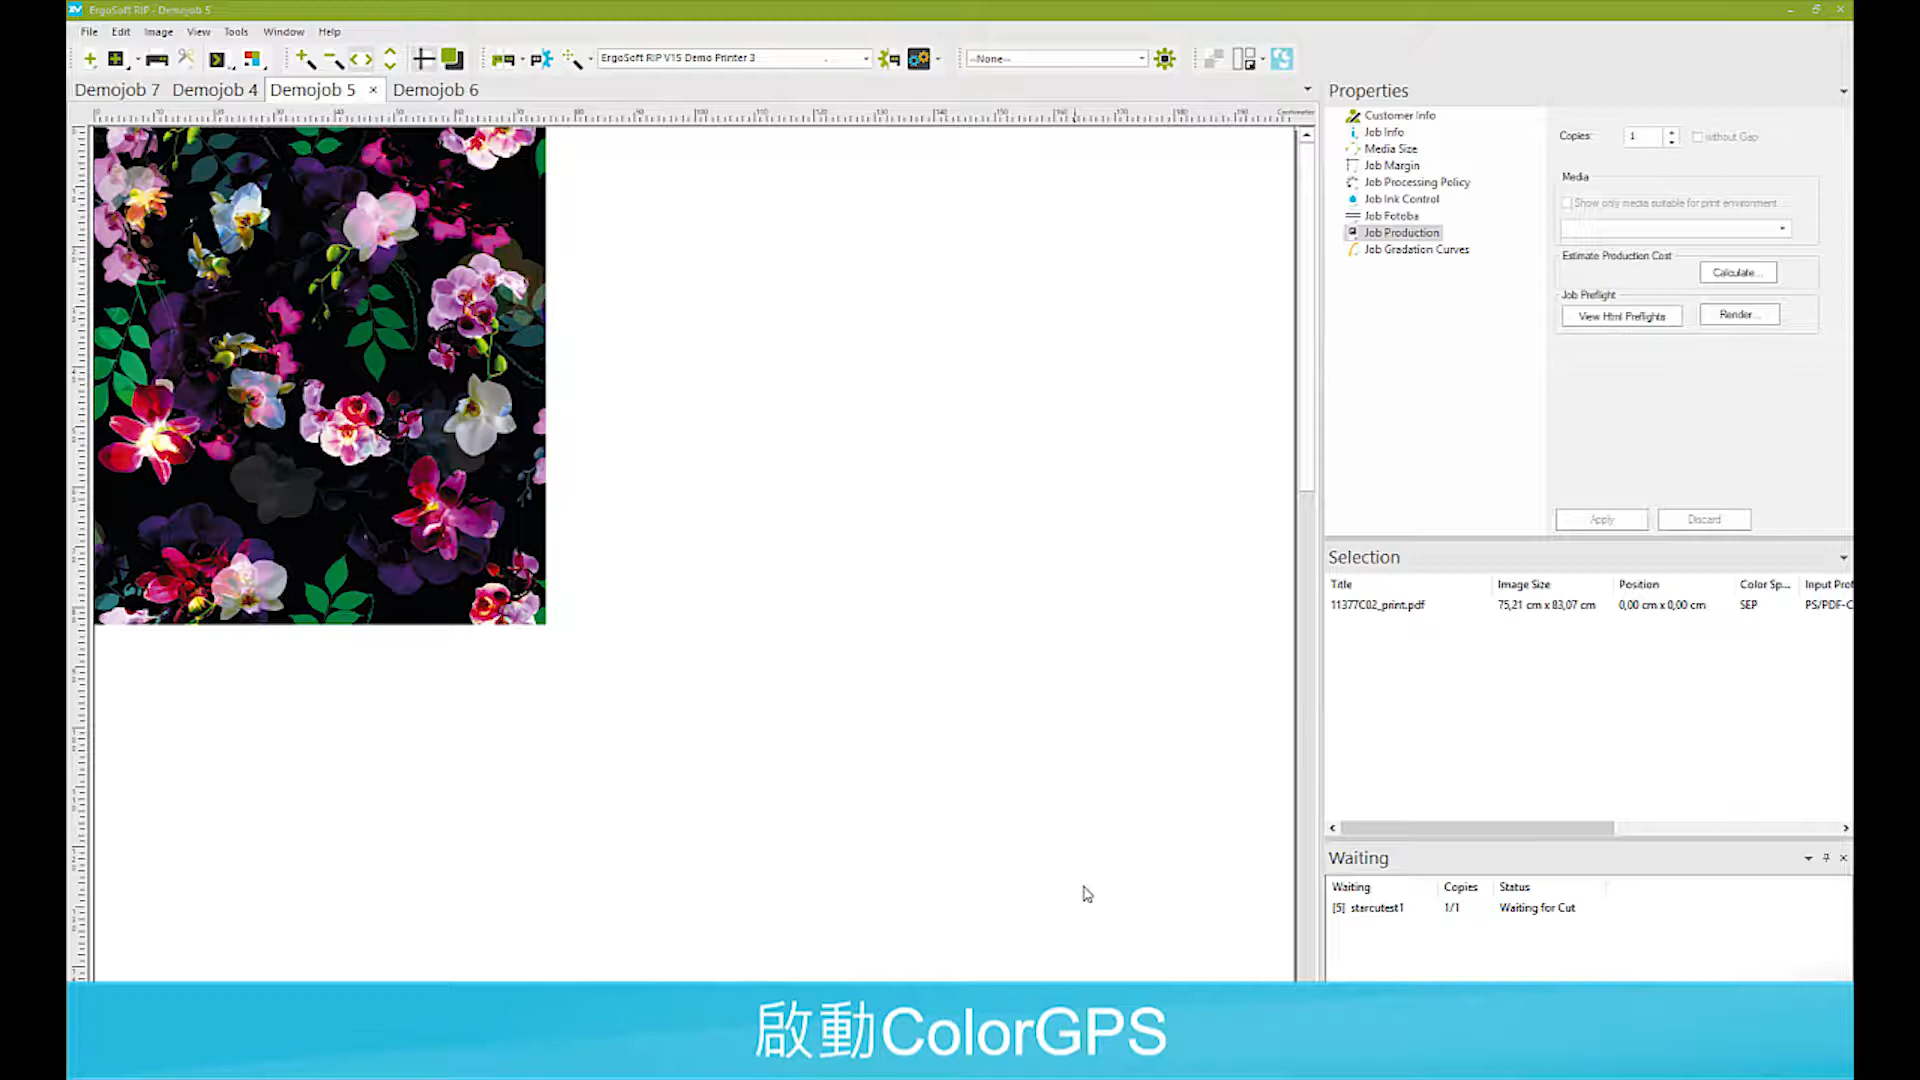 ErgoSoft RIP - Demojob 5
File Edit Image View Tools Window Help
ErgoSoft RIP V15 Demo Printer 3
--None--
Demojob 7 Demojob 4 Demojob 5 × Demojob 6
Centimeter
Properties
Customer Info
Job Info
Media Size
Job Margin
Job Processing Policy
Job Ink Control
Job Fotoba
Job Production
Job Gradation Curves
Copies: 1 without Gap
Media
Show only media suitable for print environment
Estimate Production Cost
Calculate...
Job Preflight
View Html Preflights Render...
Apply Discard
Selection
Title Image Size Position Color Sp... Input Prof
11377C02_print.pdf 75,21 cm x 83,07 cm 0,00 cm x 0,00 cm SEP PS/PDF-C
Waiting
Waiting Copies Status
[5] starcutest1 1/1 Waiting for Cut
啟動ColorGPS